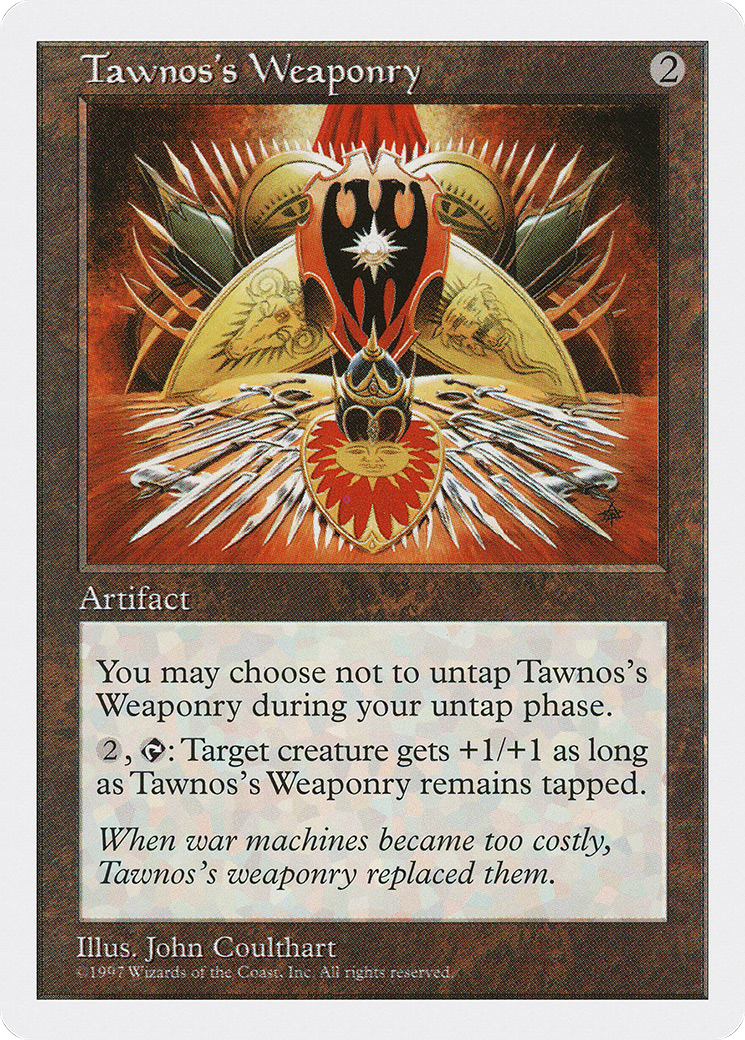 Tawnos's Weaponry 2
Artifact
You may choose not to untap Tawnos's
Weaponry during your untap phase.
2, : Target creature gets +1/+1 as long
as Tawnos's Weaponry remains tapped.
When war machines became too costly,
Tawnos's weaponry replaced them.
Illus. John Coulthart
©1997 Wizards of the Coast, Inc. All rights reserved.